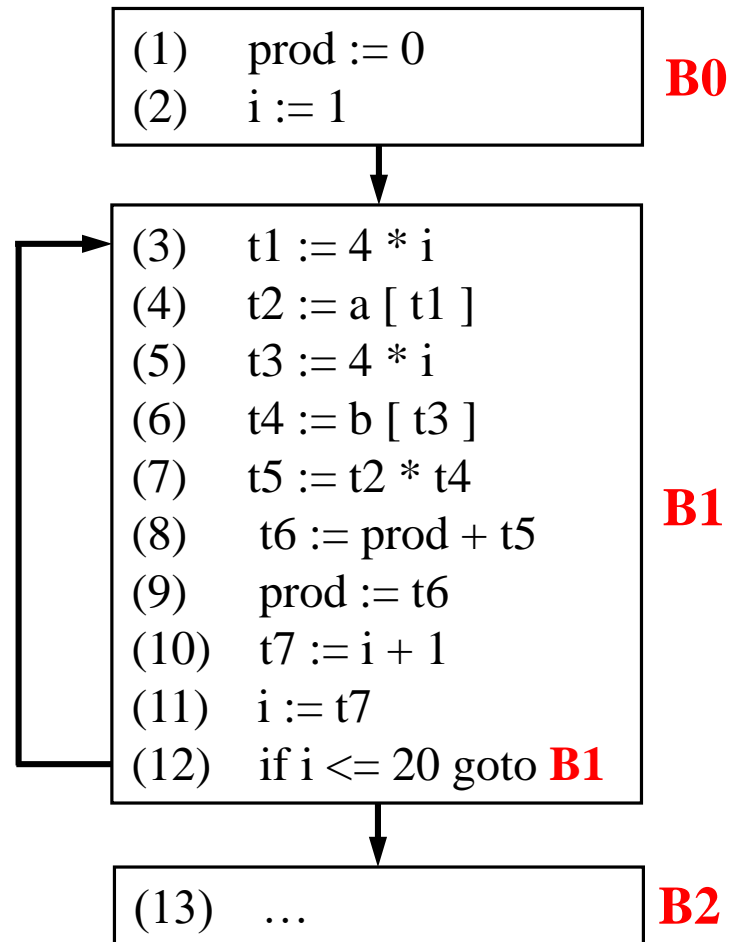 (1) prod := 0
(2) i := 1
B0
(3) t1 := 4 * i
(4) t2 := a [ t1 ]
(5) t3 := 4 * i
(6) t4 := b [ t3 ]
(7) t5 := t2 * t4
(8) t6 := prod + t5
(9) prod := t6
(10) t7 := i + 1
(11) i := t7
(12) if i <= 20 goto B1
B1
(13) …
B2